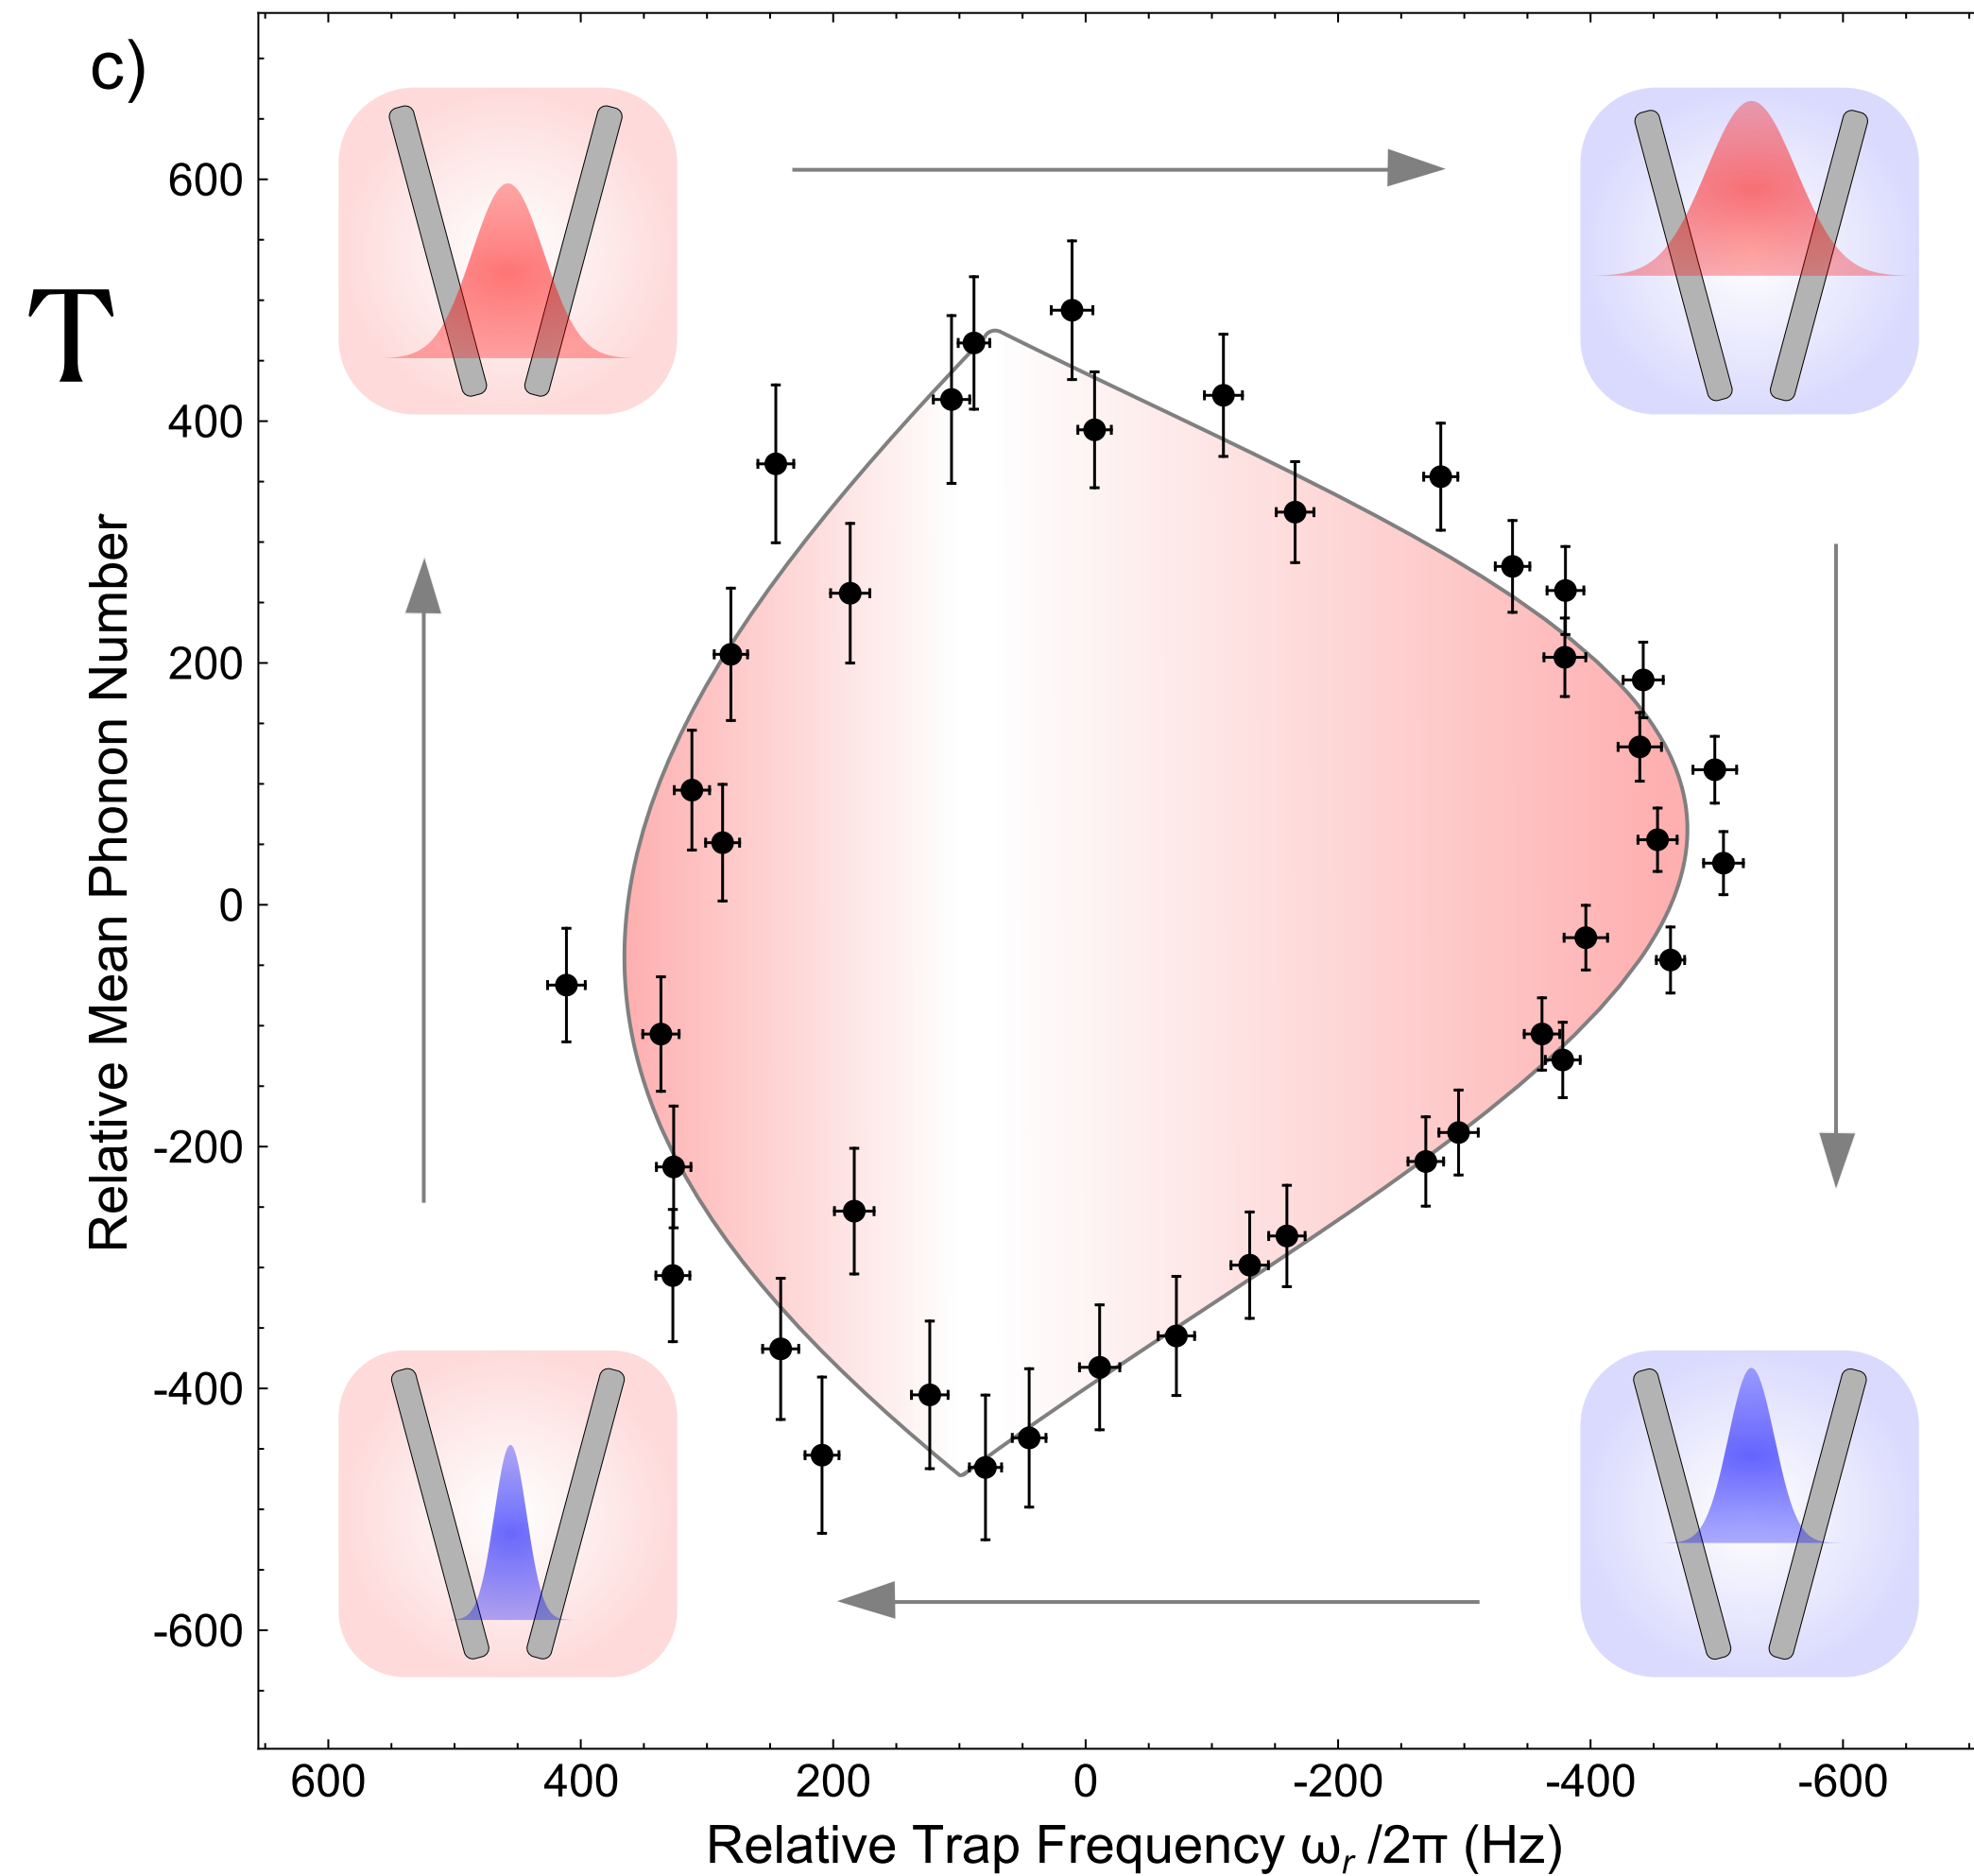 c)
T
Relative Mean Phonon Number
600
400
200
0
-200
-400
-600
600 400 200 0 -200 -400 -600
Relative Trap Frequency ωr /2π (Hz)